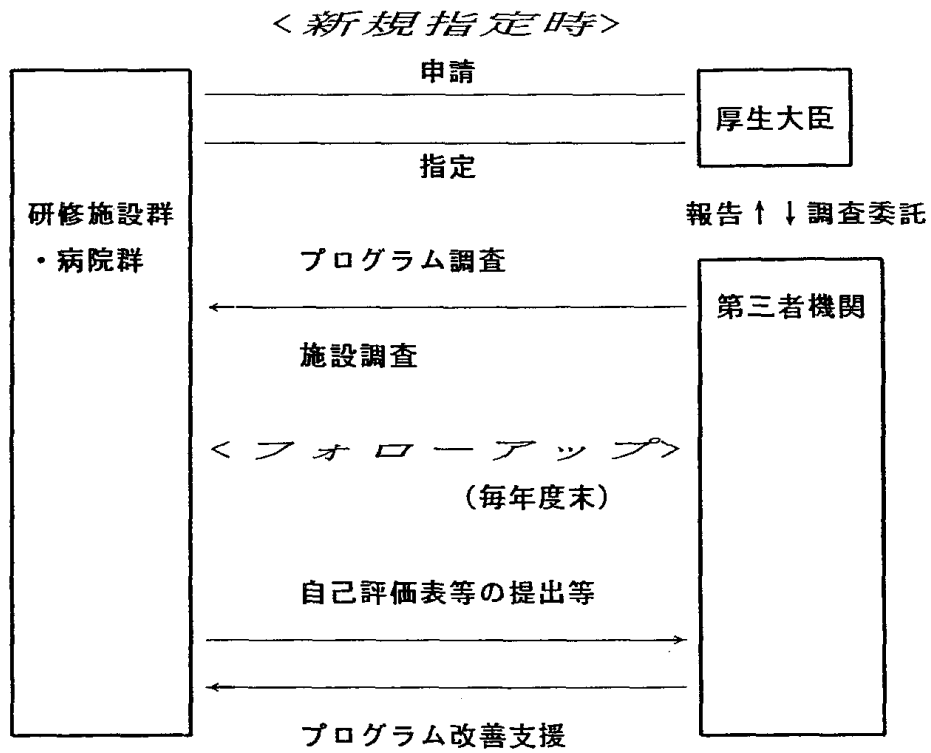 <新規指定時>
申請
厚生大臣
指定
研修施設群
・病院群
報告↑↓調査委託
プログラム調査
第三者機関
施設調査
<フォローアップ>
（毎年度末）
自己評価表等の提出等
プログラム改善支援